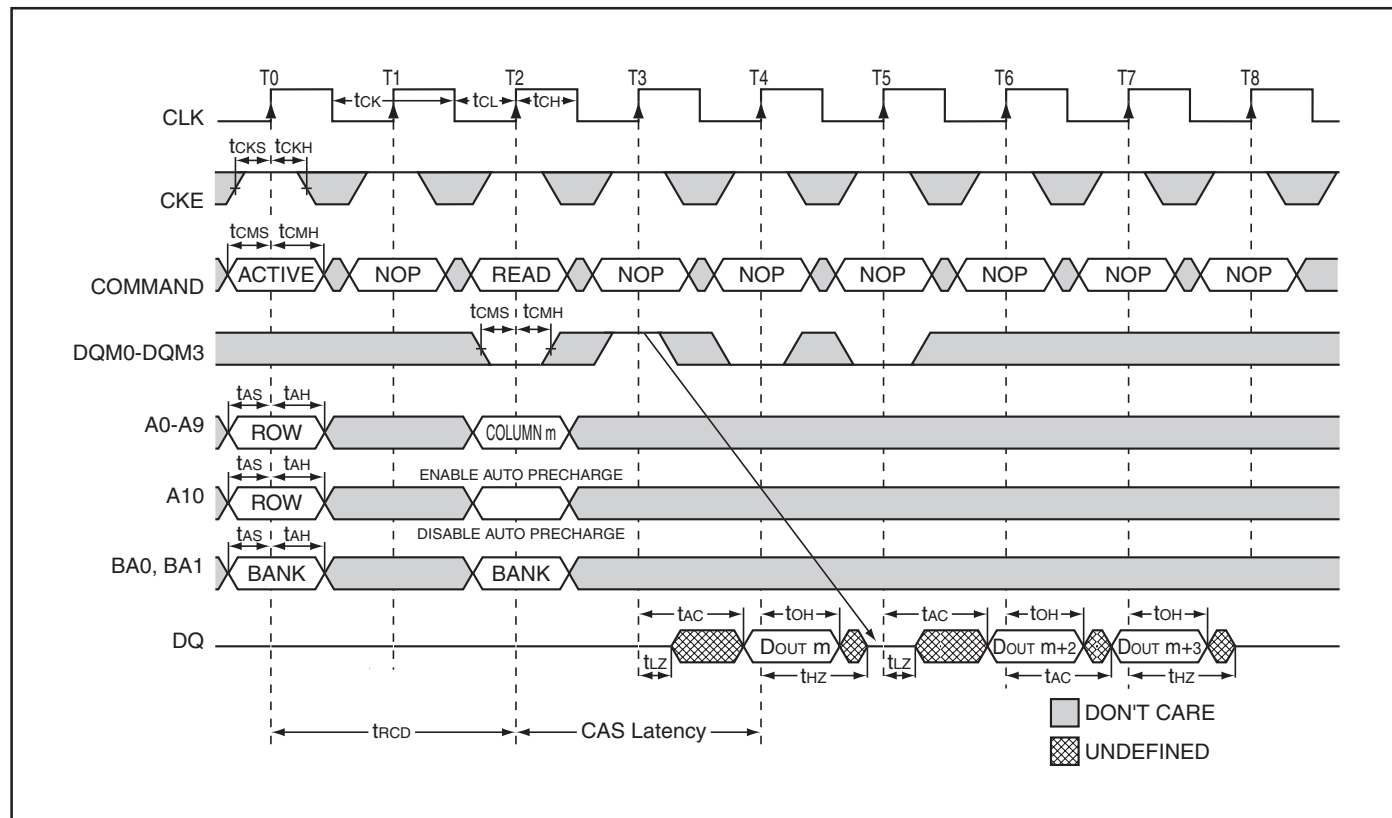 T0 T1 T2 T3 T4 T5 T6 T7 T8
tCK tCL tCH
CLK
tCKS tCKH
CKE
tCMS tCMH
COMMAND ACTIVE NOP READ NOP NOP NOP NOP NOP NOP
tCMS tCMH
DQM0-DQM3
tAS tAH
A0-A9 ROW COLUMN m
tAS tAH ENABLE AUTO PRECHARGE
A10 ROW
tAS tAH DISABLE AUTO PRECHARGE
BA0, BA1 BANK BANK
tAC tOH tAC tOH tOH
DQ DOUT m DOUT m+2 DOUT m+3
tLZ tHZ tLZ tAC tHZ
DON'T CARE
tRCD CAS Latency
UNDEFINED